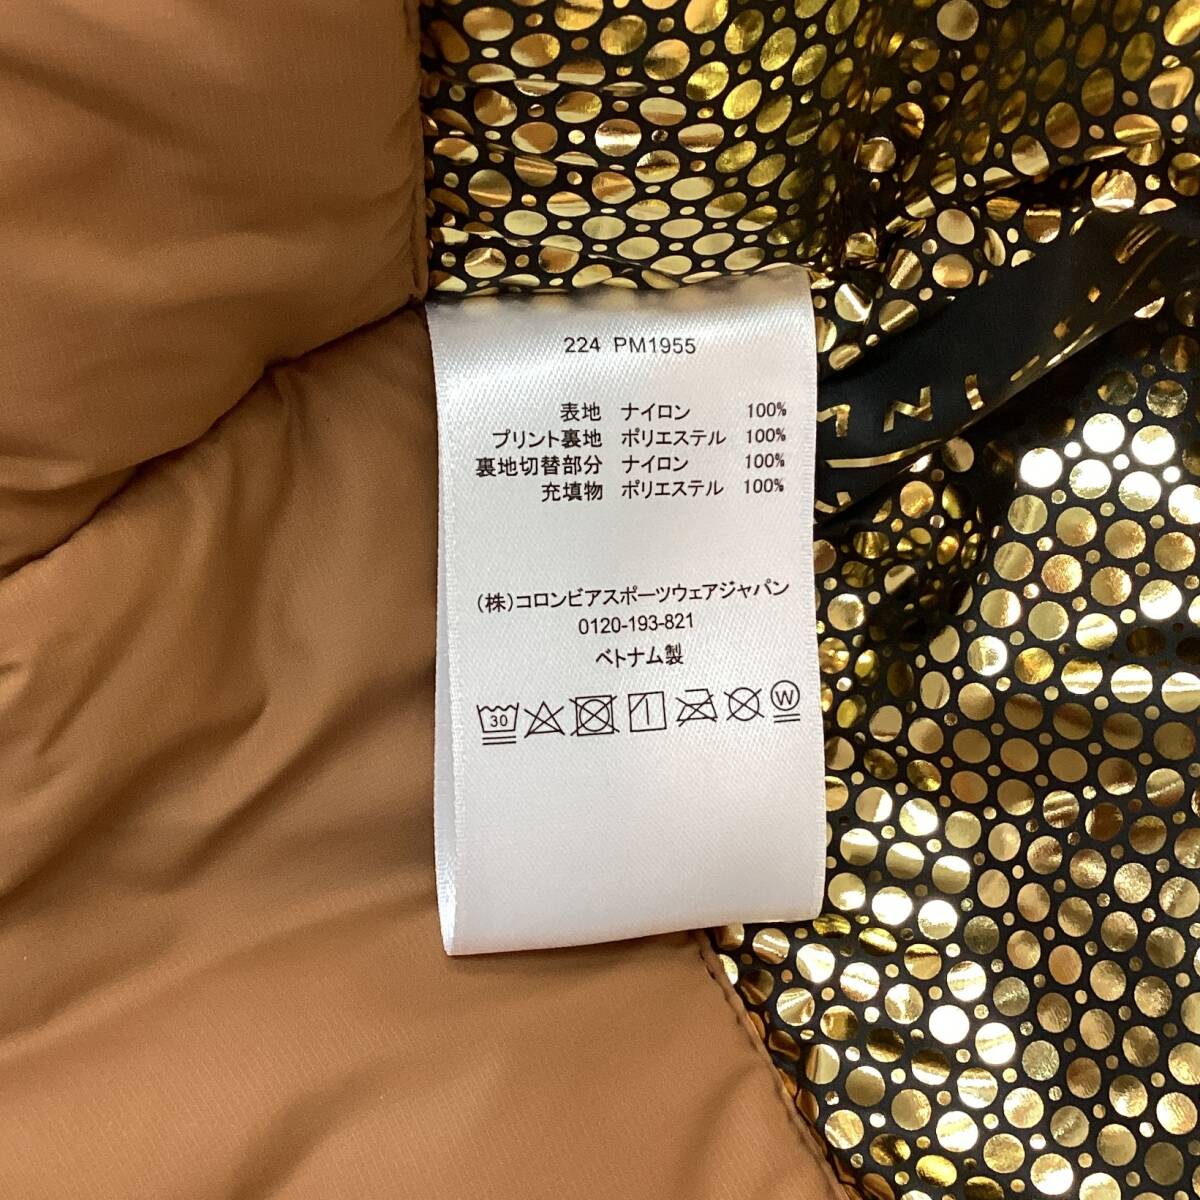 224 PM1955
表地 ナイロン 100%
プリント裏地 ポリエステル 100%
裏地切替部分 ナイロン 100%
充填物 ポリエステル 100%
(株)コロンビアスポーツウェアジャパン
0120-193-821
ベトナム製
30 W